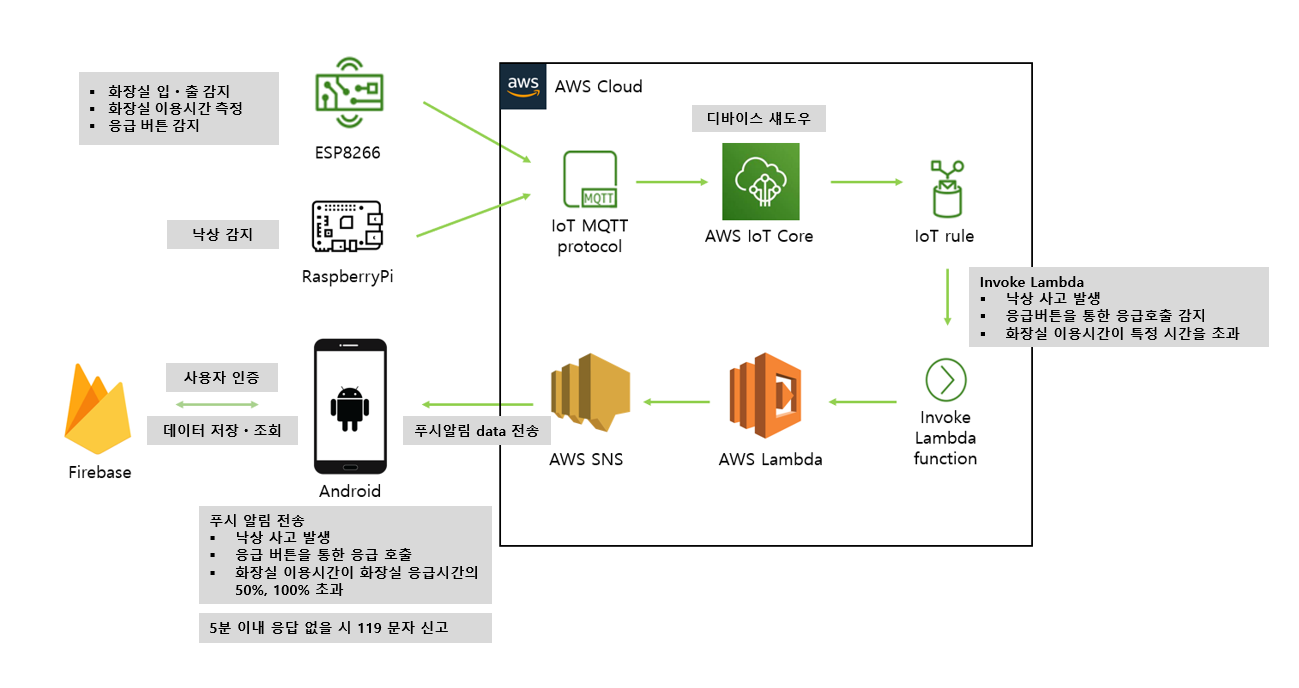 ▪ 화장실 입・출 감지
▪ 화장실 이용시간 측정
▪ 응급 버튼 감지
ESP8266
낙상 감지
RaspberryPi
aws
AWS Cloud
디바이스 섀도우
MQTT
IoT MQTT
protocol
AWS IoT Core
IoT rule
Invoke Lambda
▪ 낙상 사고 발생
▪ 응급버튼을 통한 응급호출 감지
▪ 화장실 이용시간이 특정 시간을 초과
Invoke
Lambda
function
AWS Lambda
AWS SNS
푸시알림 data 전송
사용자 인증
데이터 저장・조회
Firebase
Android
푸시 알림 전송
▪ 낙상 사고 발생
▪ 응급 버튼을 통한 응급 호출
▪ 화장실 이용시간이 화장실 응급시간의
50%, 100% 초과
5분 이내 응답 없을 시 119 문자 신고